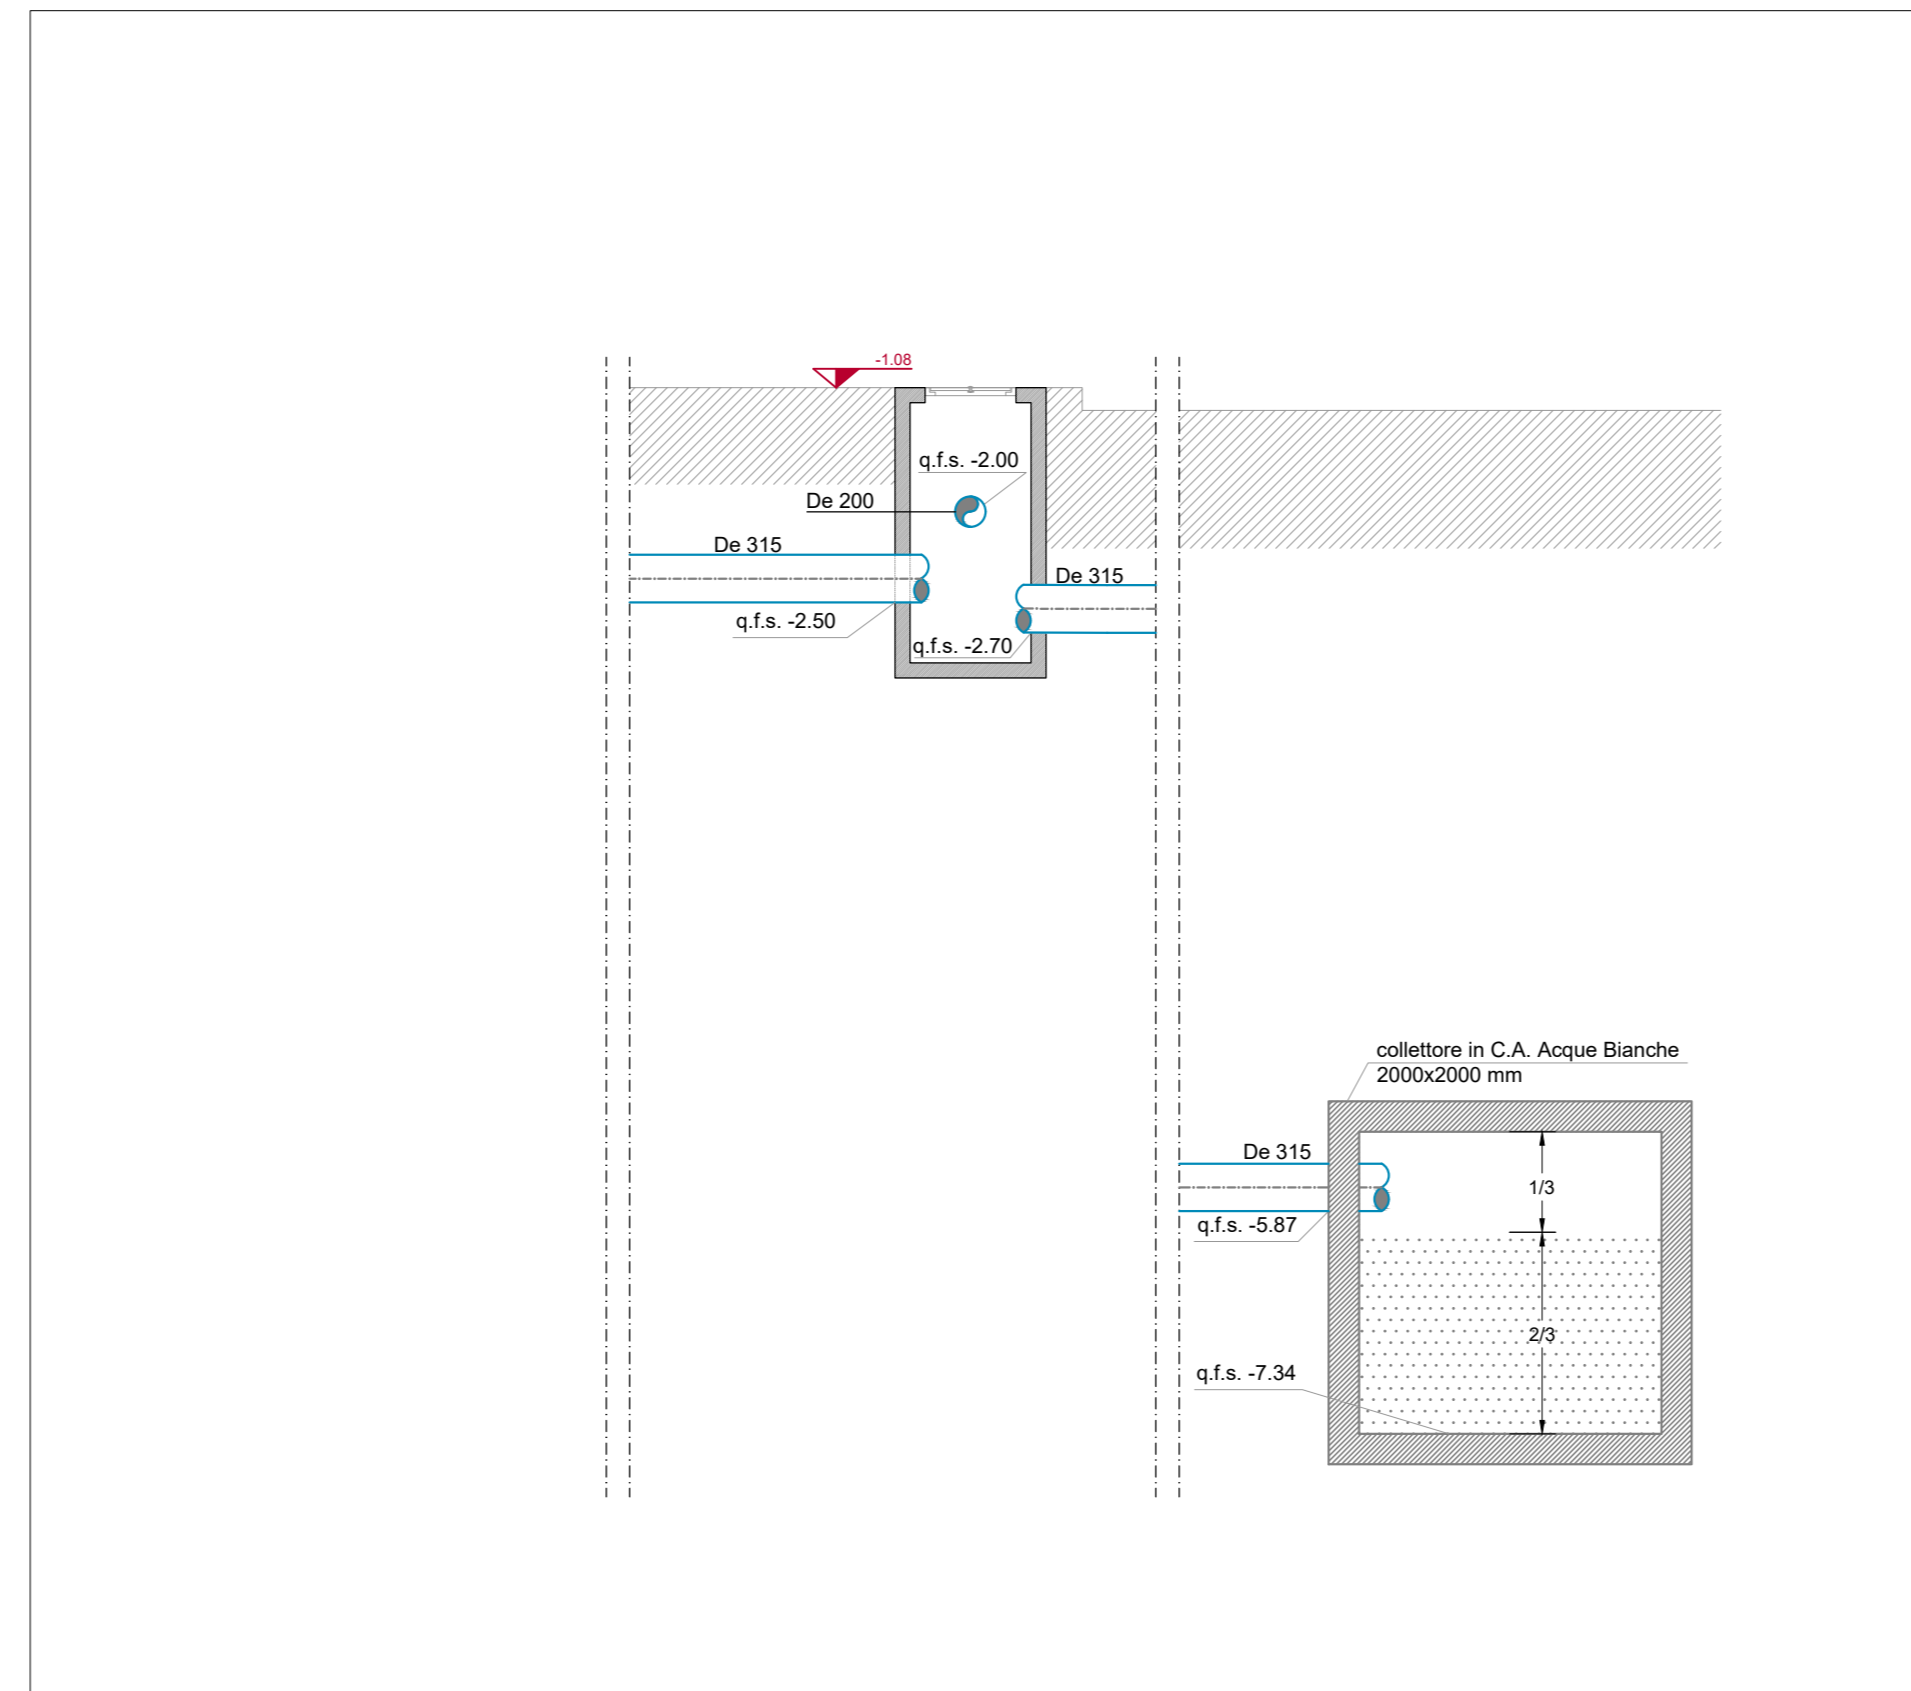 -1.08
q.f.s. -2.00
De 200
De 315
De 315
q.f.s. -2.50
q.f.s. -2.70
collettore in C.A. Acque Bianche
2000x2000 mm
De 315
1/3
q.f.s. -5.87
2/3
q.f.s. -7.34